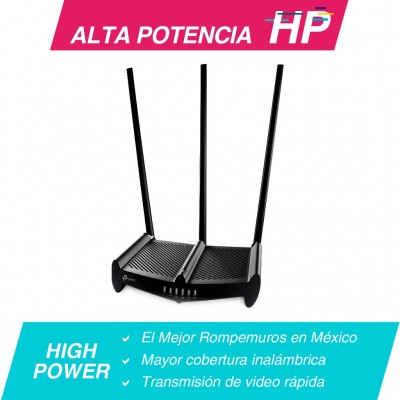 ALTA POTENCIA HP
HIGH
POWER
El Mejor Rompemuros en México
Mayor cobertura inalámbrica
Transmisión de video rápida